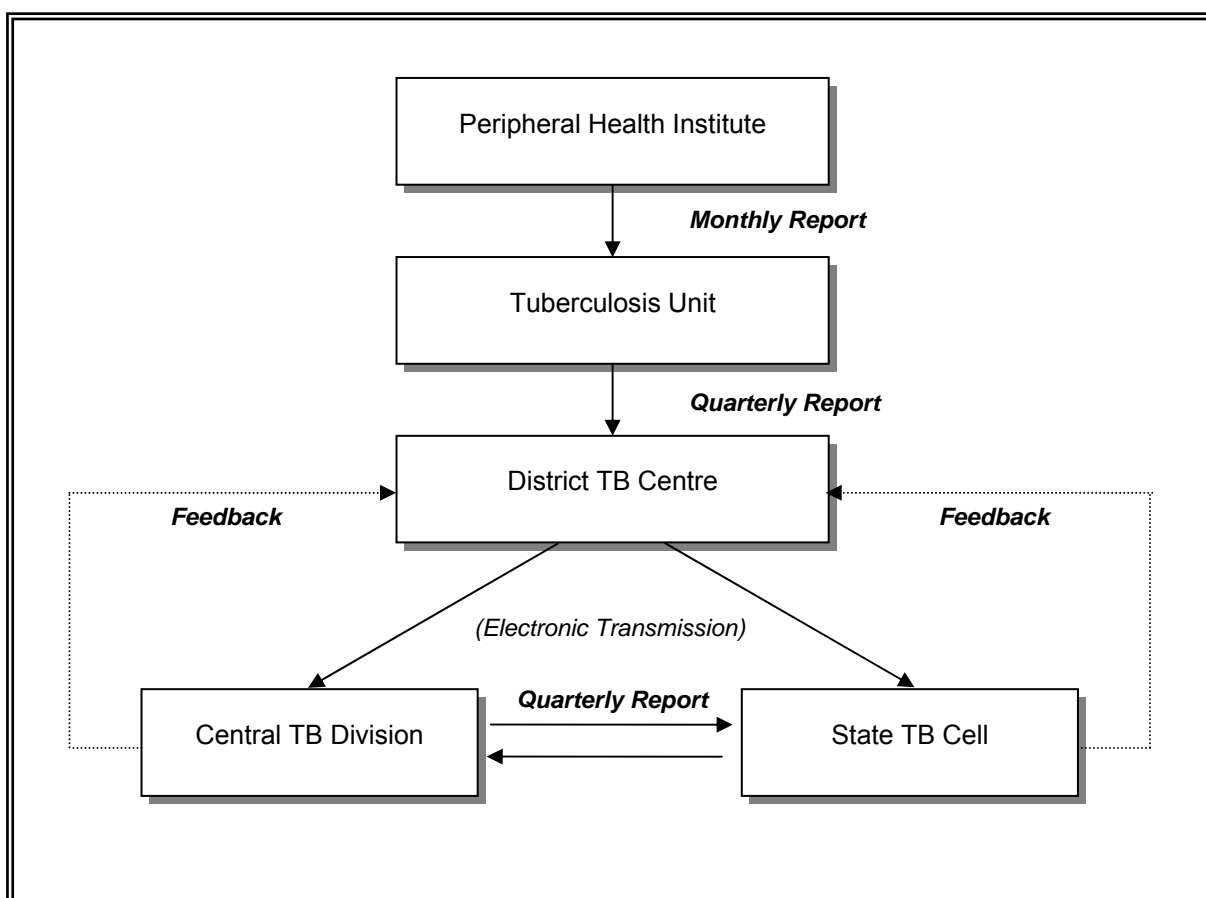 Peripheral Health Institute
Monthly Report
Tuberculosis Unit
Quarterly Report
District TB Centre
Feedback
Feedback
(Electronic Transmission)
Quarterly Report
Central TB Division
State TB Cell